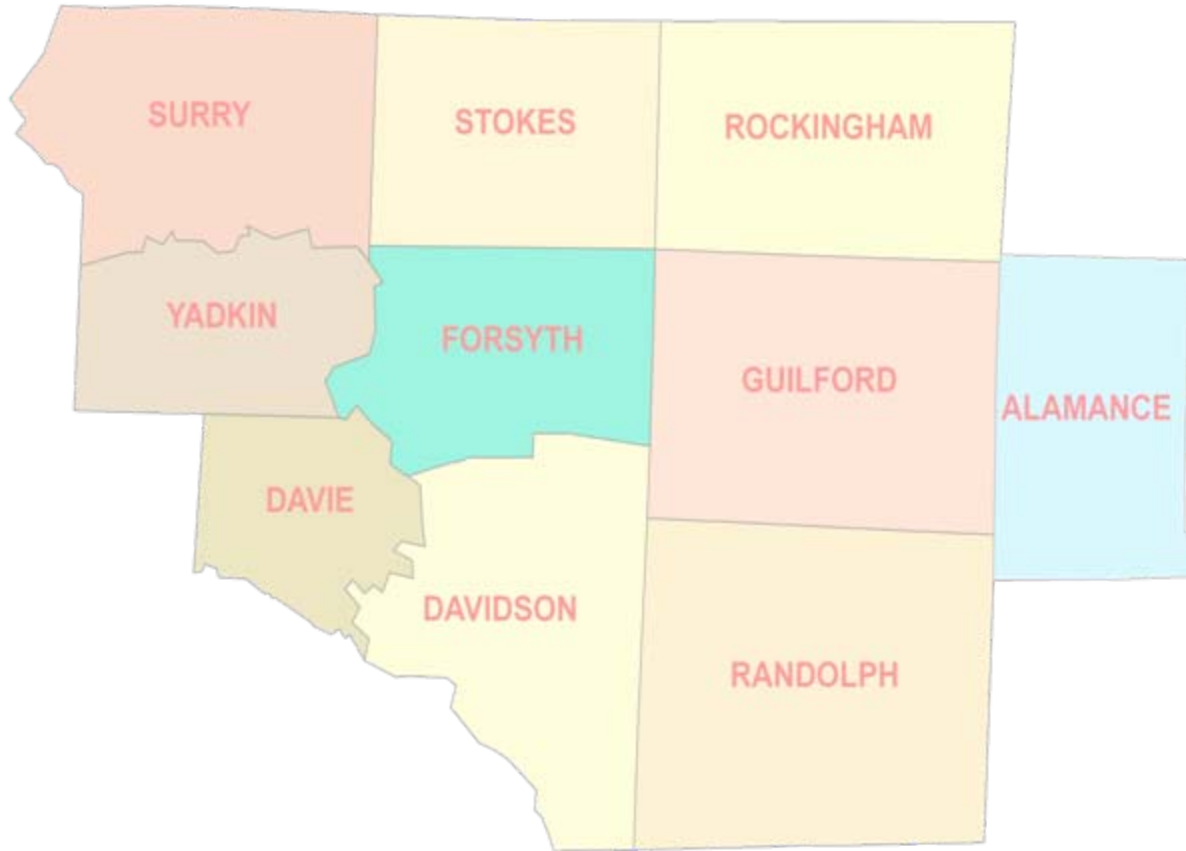 SURRY
STOKES
ROCKINGHAM
YADKIN
FORSYTH
GUILFORD
ALAMANCE
DAVIE
DAVIDSON
RANDOLPH